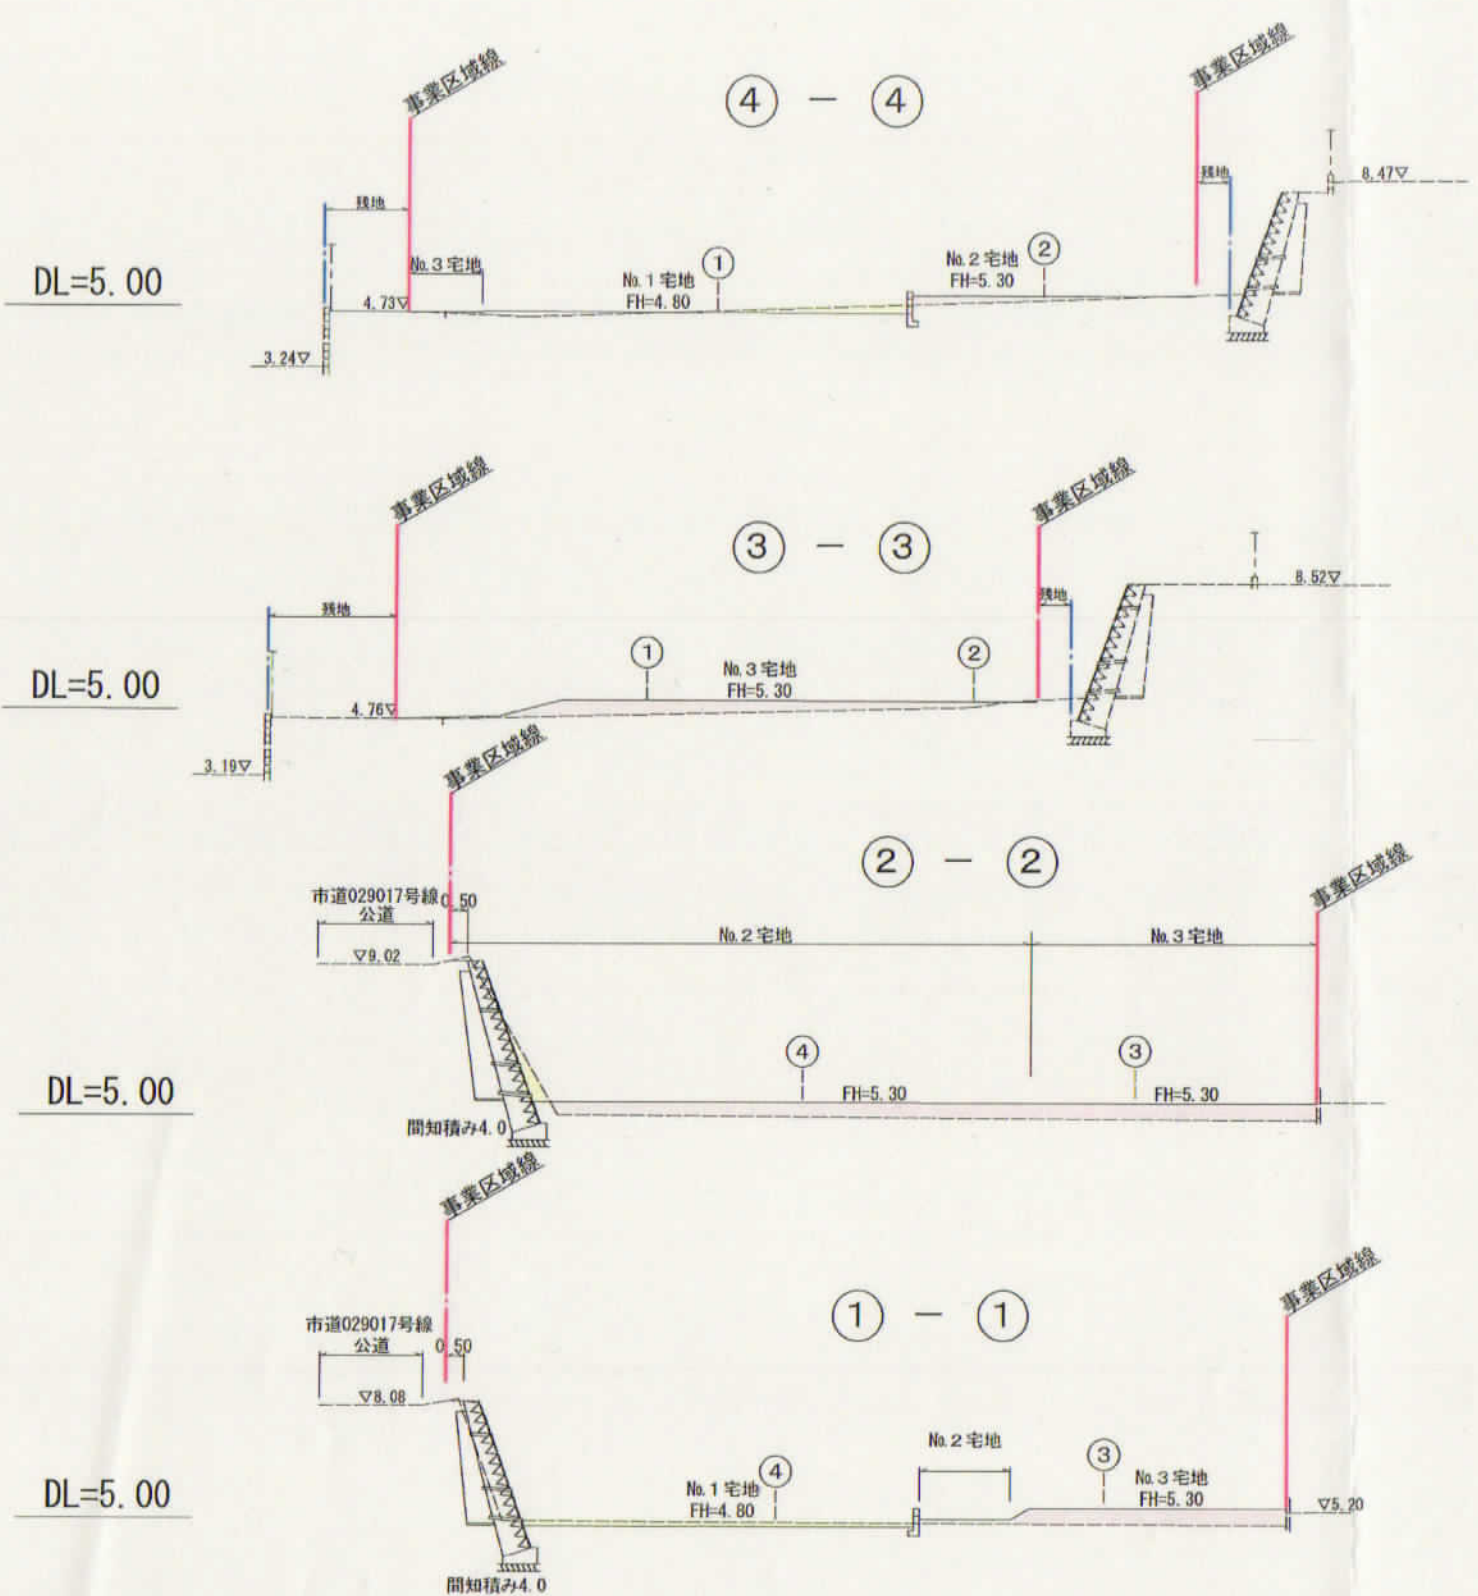 事業区域線
事業区域線
④ − ④
残地
残地
8.47▽
DL=5.00
No.3宅地
No.1宅地
FH=4.80
①
No.2宅地
FH=5.30
②
4.73▽
3.24▽
事業区域線
事業区域線
③ − ③
残地
残地
8.52▽
DL=5.00
①
No.3宅地
FH=5.30
②
4.76▽
3.19▽
事業区域線
事業区域線
② − ②
市道029017号線
公道
0.50
▽9.02
No.2宅地
No.3宅地
④
③
DL=5.00
FH=5.30
FH=5.30
間知積み4.0
事業区域線
事業区域線
① − ①
市道029017号線
公道
0.50
▽8.08
No.2宅地
DL=5.00
No.1宅地
FH=4.80
④
③
No.3宅地
FH=5.30
▽5.20
間知積み4.0